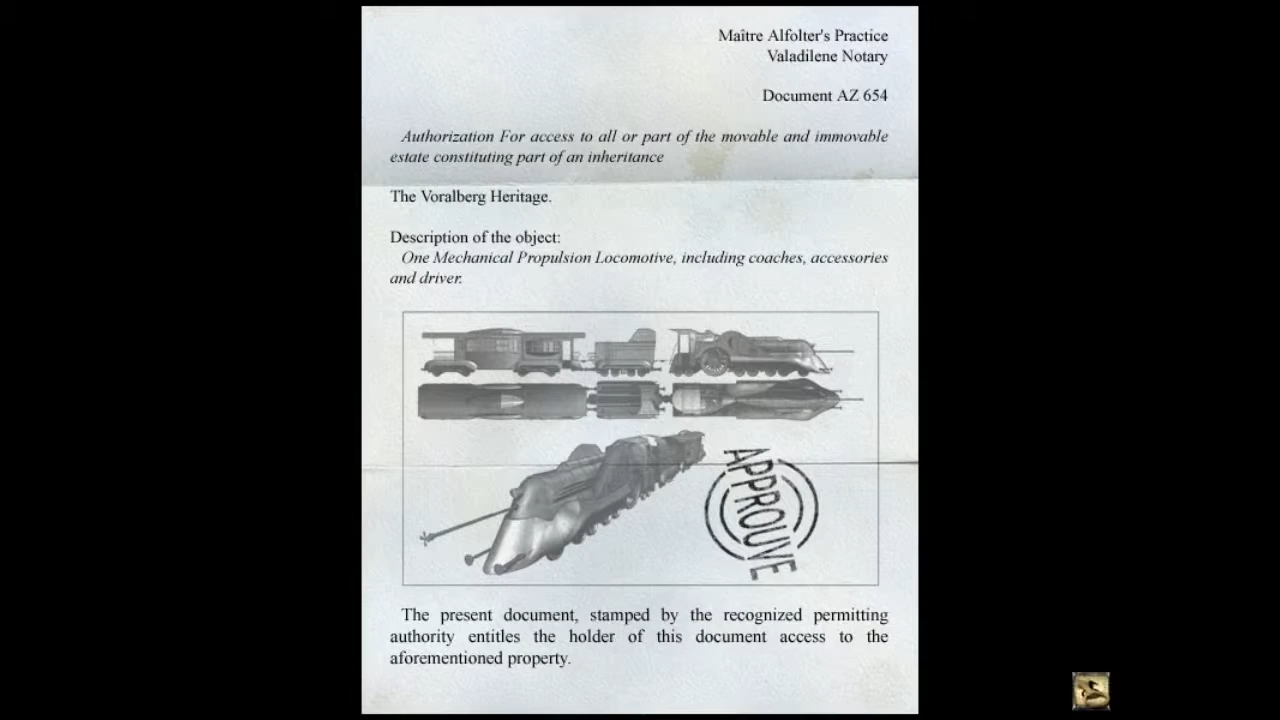 Maître Alfolter's Practice
Valadilene Notary
Document AZ 654
Authorization For access to all or part of the movable and immovable
estate constituting part of an inheritance
The Voralberg Heritage.
Description of the object:
One Mechanical Propulsion Locomotive, including coaches, accessories
and driver.
APPROUVE
The present document, stamped by the recognized permitting
authority entitles the holder of this document access to the
aforementioned property.